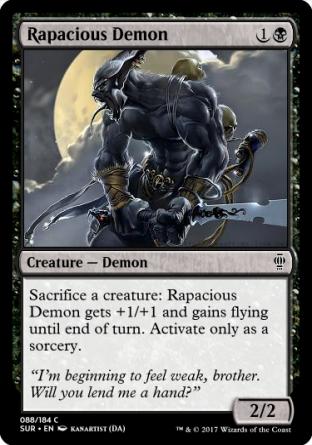 Rapacious Demon 1
Creature — Demon
Sacrifice a creature: Rapacious
Demon gets +1/+1 and gains flying
until end of turn. Activate only as a
sorcery.
"I'm beginning to feel weak, brother.
Will you lend me a hand?"
2/2
088/184 C
SUR • EN KANARTIST (DA)
™ & © 2017 Wizards of the Coast